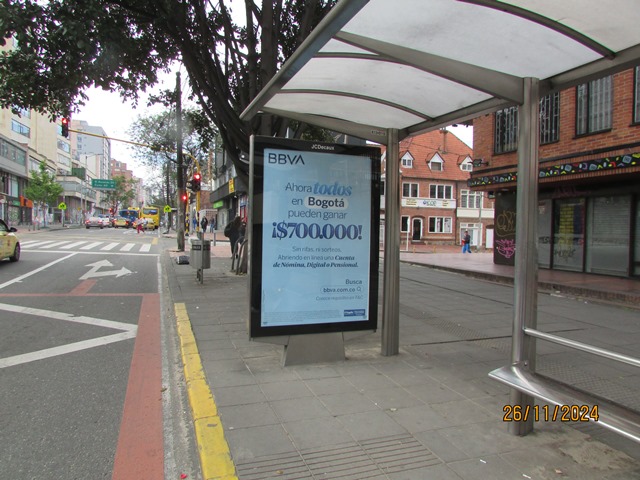 JCDecaux
BBVA
Ahora todos
en Bogotá
pueden ganar
¡$700.000!
Sin rifas, ni sorteos.
Abriendo en línea una Cuenta
de Nómina, Digital o Pensional.
Busca
bbva.com.co
26/11/2024